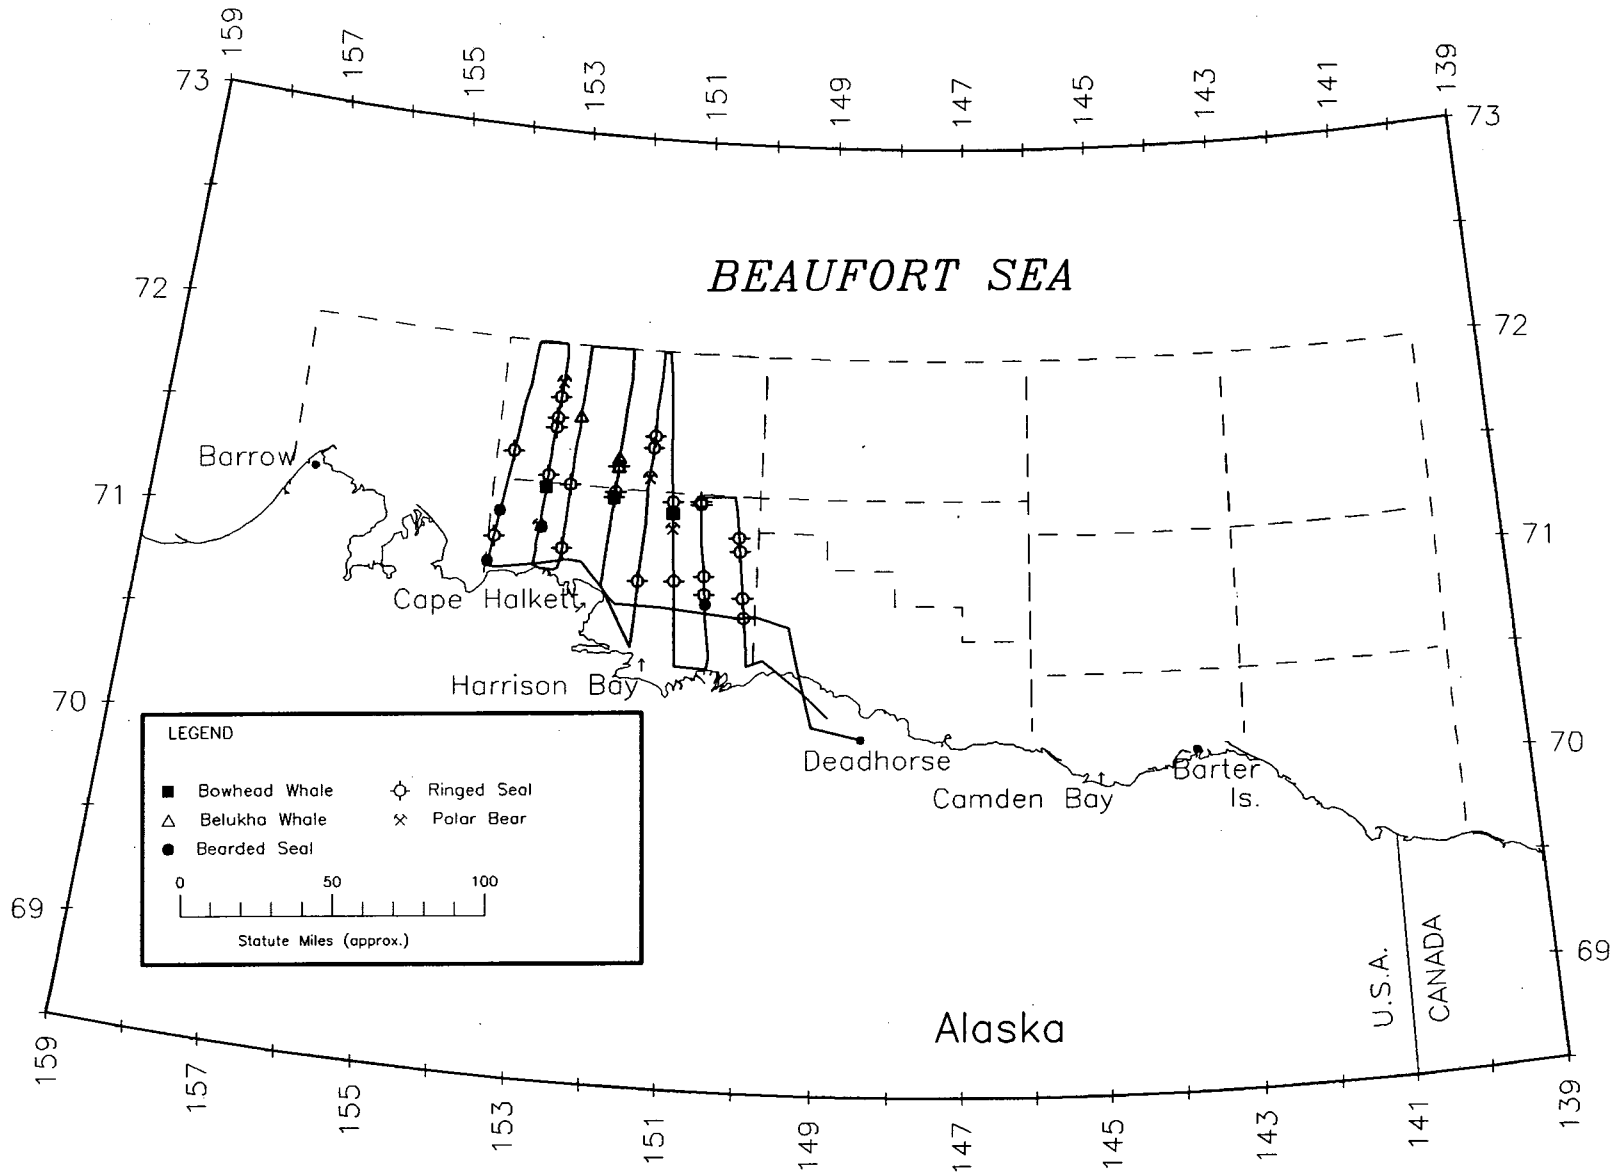 159
157
155
153
151
149
147
145
143
141
139
73
73
BEAUFORT SEA
72
72
Barrow
71
71
Cape Halkett
Harrison Bay
70
70
Deadhorse
Barter
Is.
Camden Bay
LEGEND
Bowhead Whale
Ringed Seal
Belukha Whale
Polar Bear
Bearded Seal
0 50 100
Statute Miles (approx.)
69
69
U.S.A.
CANADA
Alaska
159
157
155
153
151
149
147
145
143
141
139